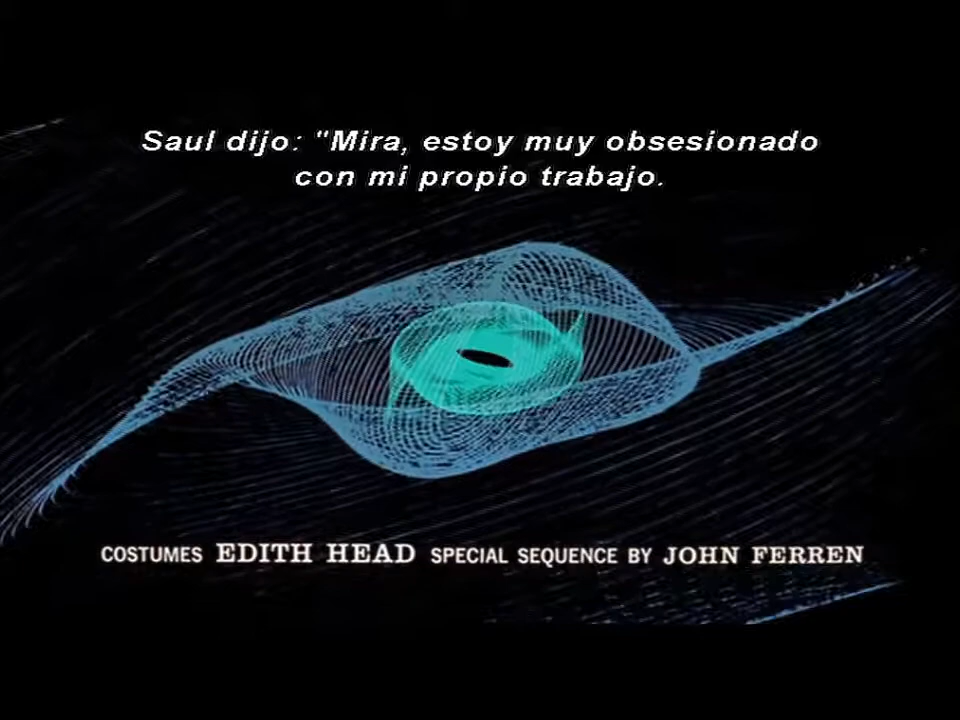 Saul dijo: "Mira, estoy muy obsesionado
con mi propio trabajo.
COSTUMES EDITH HEAD SPECIAL SEQUENCE BY JOHN FERREN